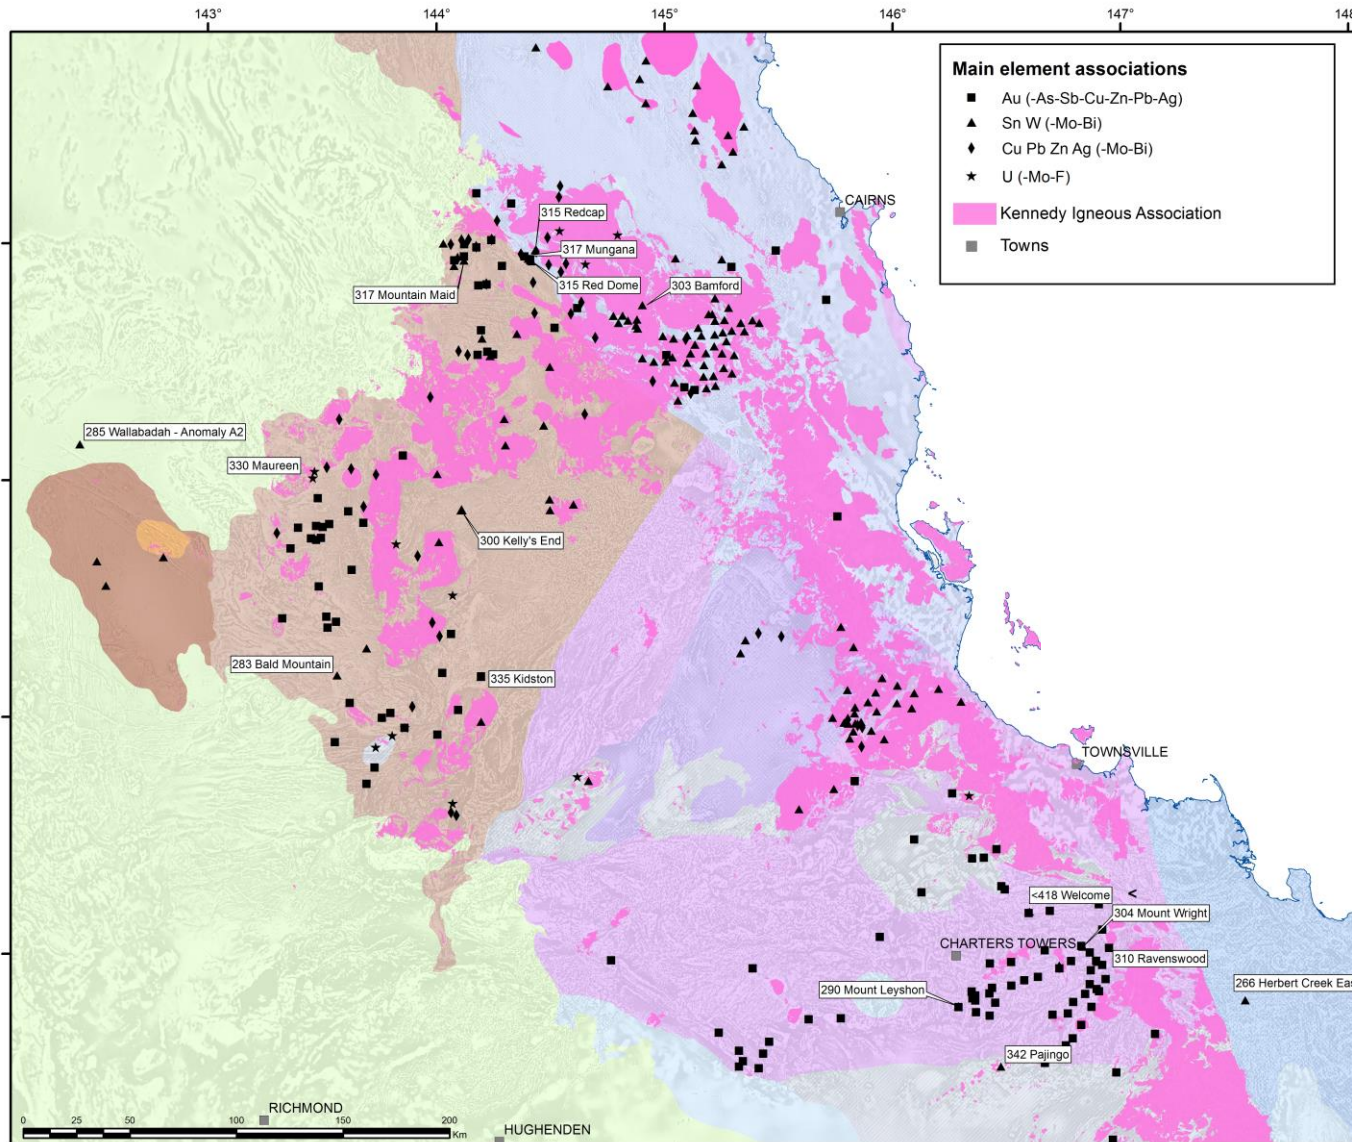 143° 144° 145° 146° 147° 148
Main element associations
Au (-As-Sb-Cu-Zn-Pb-Ag)
Sn W (-Mo-Bi)
Cu Pb Zn Ag (-Mo-Bi)
U (-Mo-F)
Kennedy Igneous Association
Towns
CAIRNS
315 Redcap
317 Mungana
315 Red Dome
303 Bamford
317 Mountain Maid
285 Wallabadah - Anomaly A2
330 Maureen
300 Kelly's End
283 Bald Mountain
335 Kidston
TOWNSVILLE
<418 Welcome <
304 Mount Wright
CHARTERS TOWERS
310 Ravenswood
290 Mount Leyshon
266 Herbert Creek Eas
342 Pajingo
RICHMOND
0 25 50 100 150 200
Km
HUGHENDEN